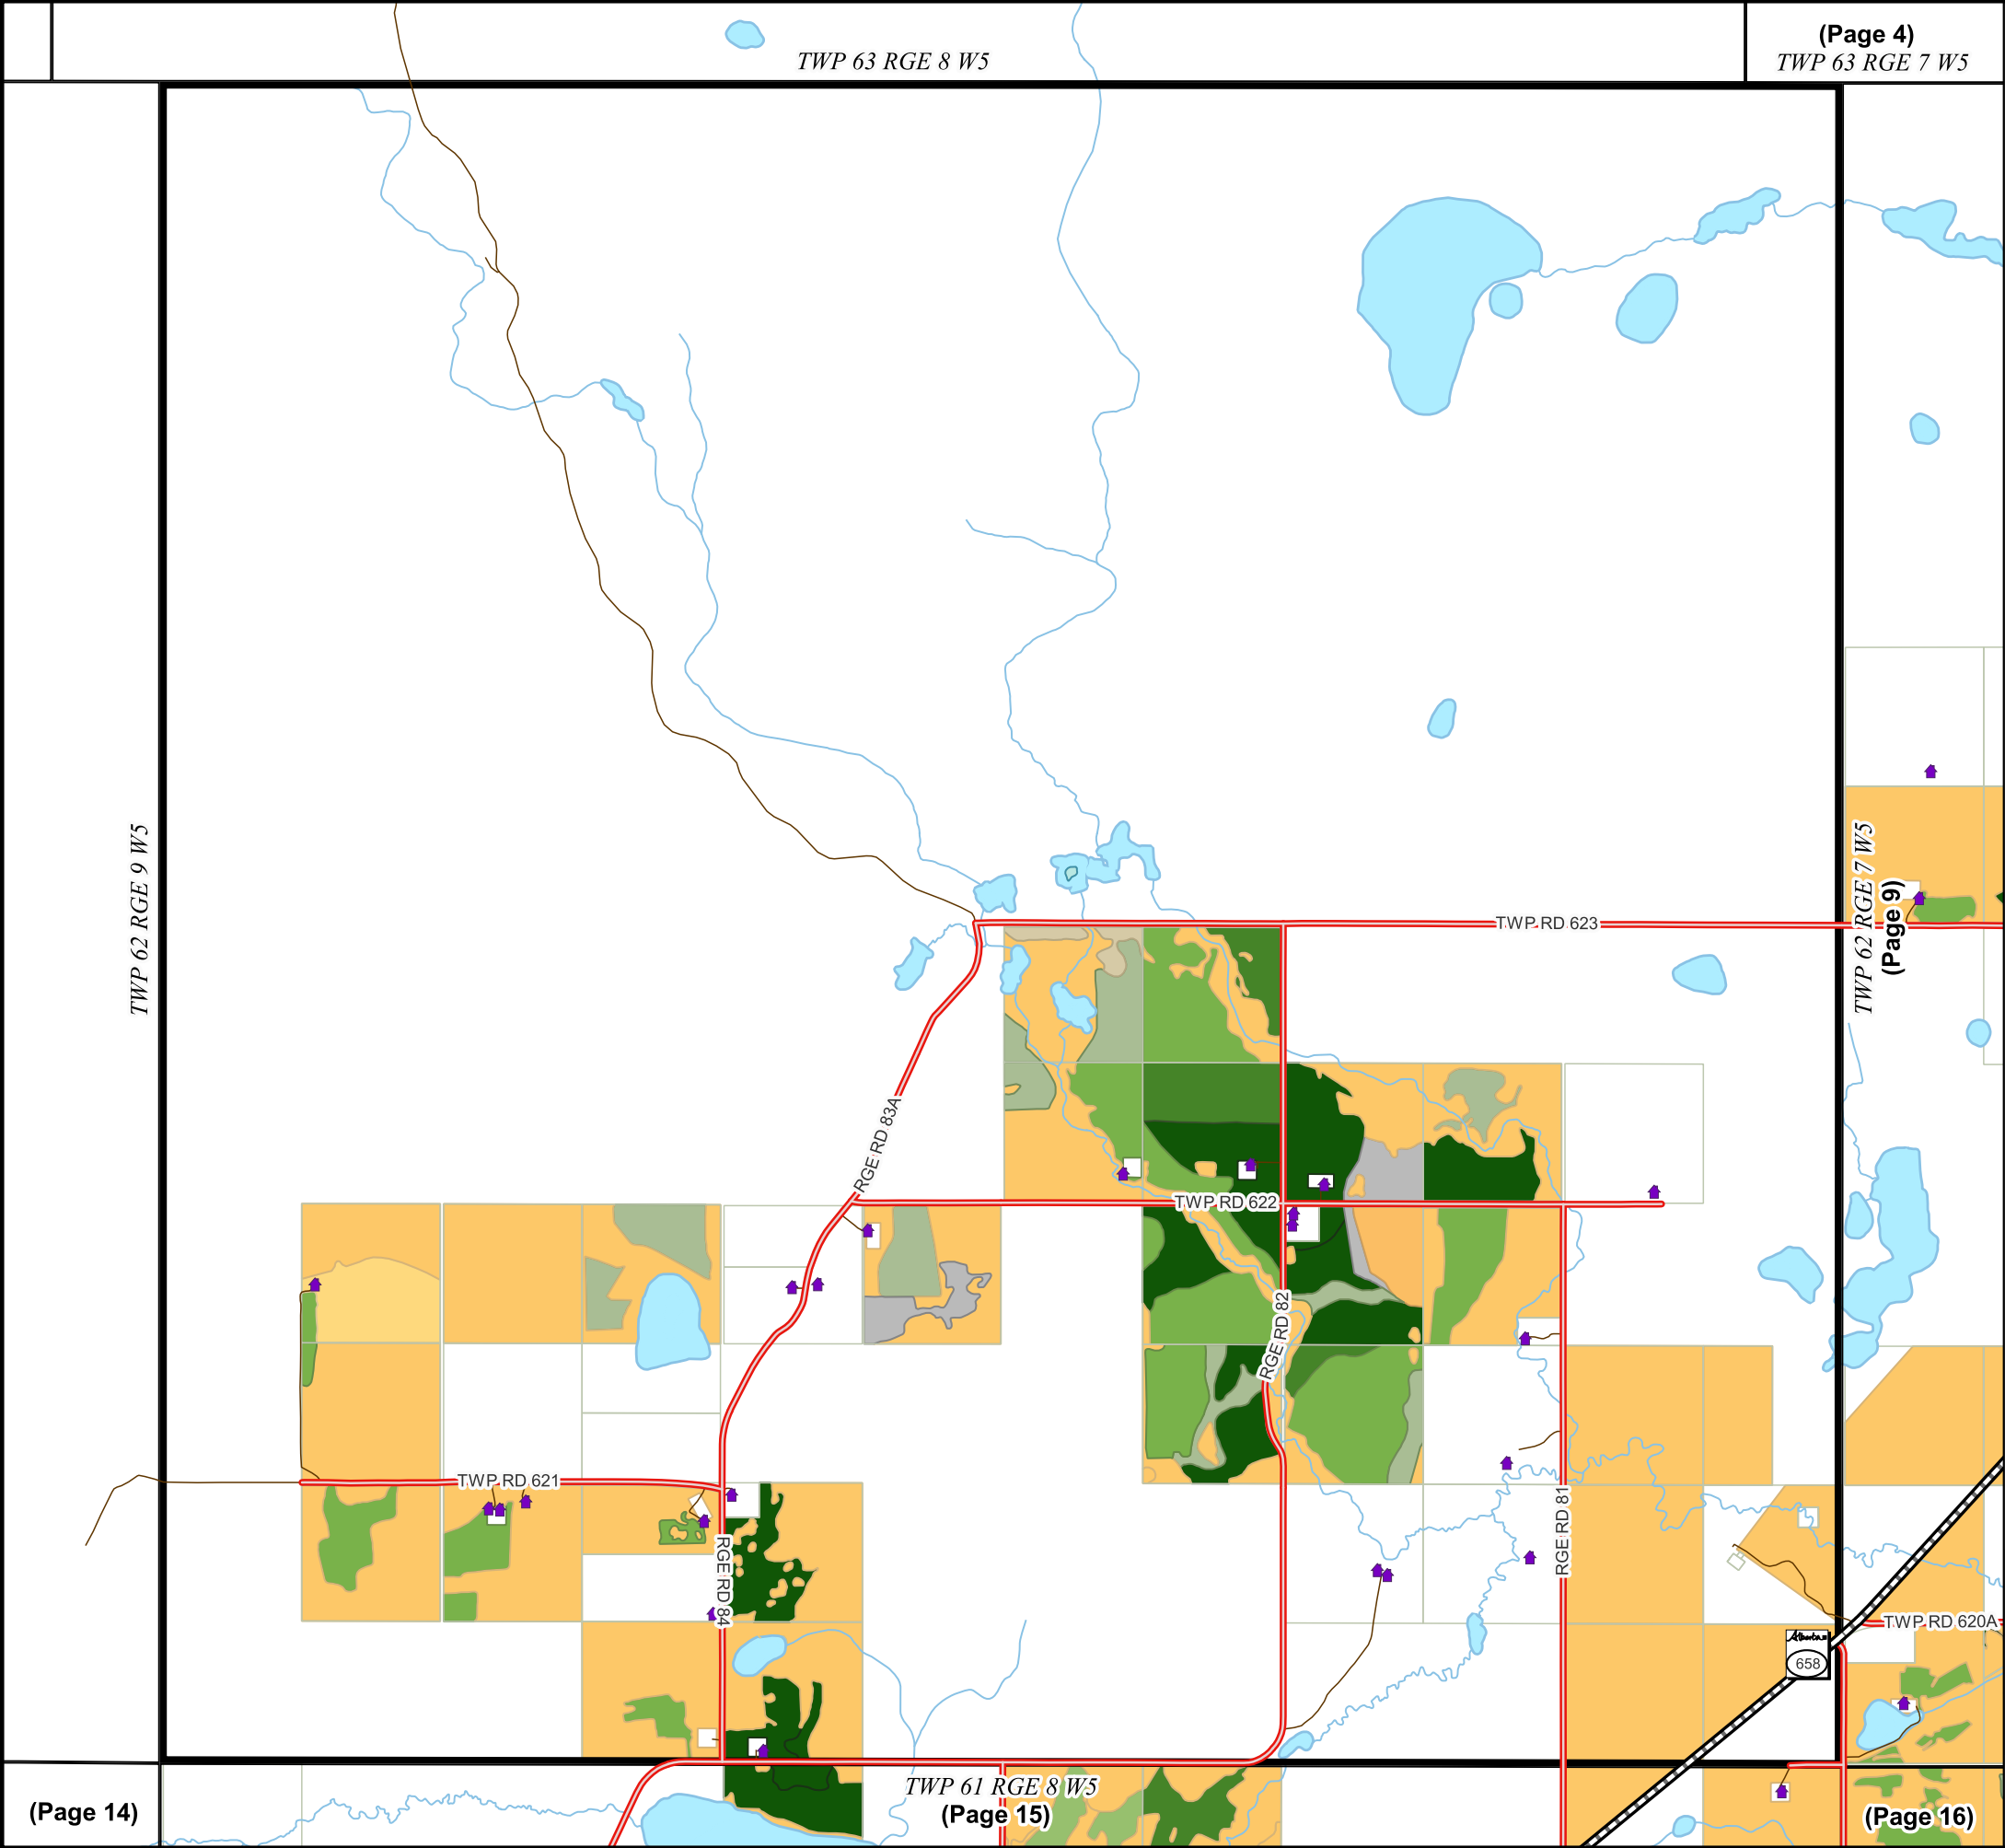 (Page 4)
TWP 63 RGE 8 W5
TWP 63 RGE 7 W5
TWP 62 RGE 9 W5
TWP 62 RGE 7 W5
(Page 9)
TWP RD 623
RGE RD 83A
TWP RD 622
RGE RD 82
TWP RD 621
RGE RD 84
RGE RD 81
TWP RD 620A
Alberta
658
TWP 61 RGE 8 W5
(Page 14)
(Page 15)
(Page 16)